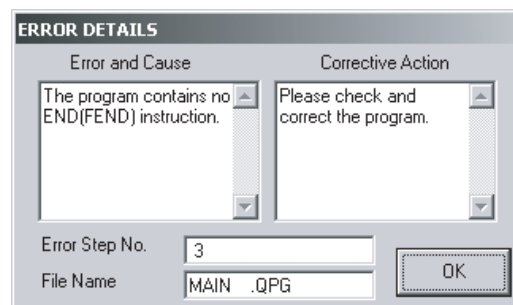 ERROR DETAILS
Error and Cause
Corrective Action
The program contains no
END(FEND) instruction.
Please check and
correct the program.
Error Step No.
3
File Name
MAIN .QPG
OK